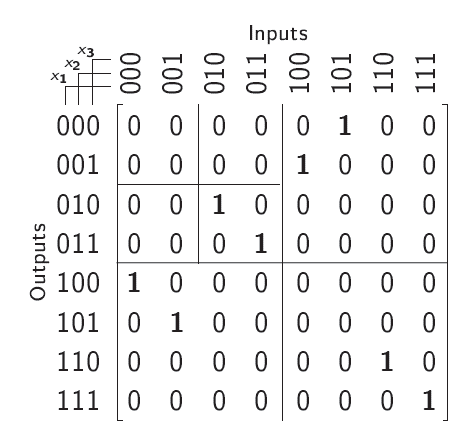 Inputs
x₃
x₂
x₁
000 001 010 011 100 101 110 111
Outputs
000 0 0 0 0 0 1 0 0
001 0 0 0 0 1 0 0 0
010 0 0 1 0 0 0 0 0
011 0 0 0 1 0 0 0 0
100 1 0 0 0 0 0 0 0
101 0 1 0 0 0 0 0 0
110 0 0 0 0 0 0 1 0
111 0 0 0 0 0 0 0 1